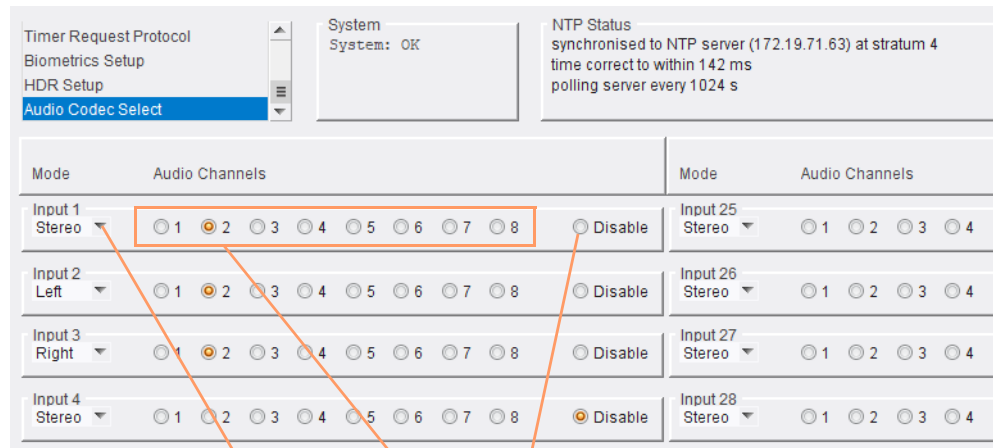 Timer Request Protocol
Biometrics Setup
HDR Setup
Audio Codec Select
System
System: OK
NTP Status
synchronised to NTP server (172.19.71.63) at stratum 4
time correct to within 142 ms
polling server every 1024 s
Mode Audio Channels Mode Audio Channels
Input 1 Input 25
Stereo 1 2 3 4 5 6 7 8 Disable Stereo 1 2 3 4
Input 2 Input 26
Left 1 2 3 4 5 6 7 8 Disable Stereo 1 2 3 4
Input 3 Input 27
Right 1 2 3 4 5 6 7 8 Disable Stereo 1 2 3 4
Input 4 Input 28
Stereo 1 2 3 4 5 6 7 8 Disable Stereo 1 2 3 4